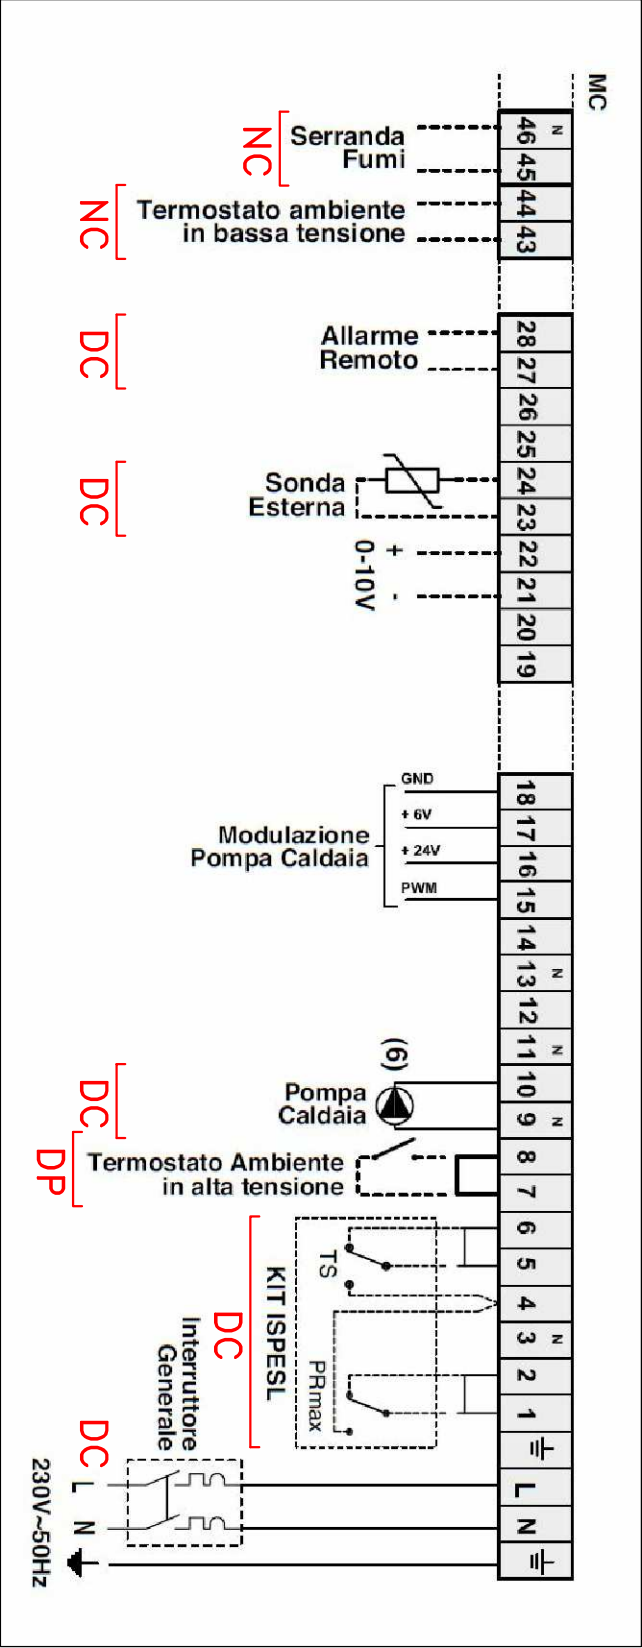 MC
46 N
45
44
43
NC
Serranda
Fumi
NC
Termostato ambiente
in bassa tensione
28
27
26
25
24
23
22
21
20
19
DC
Allarme
Remoto
DC
Sonda
Esterna
+
-
0-10V
18
17
16
15
14
13 N
12
11 N
10
9 N
8
7
6
5
4
3 N
2
1
L
N
GND
+ 6V
+ 24V
PWM
Modulazione
Pompa Caldaia
(6)
DC
Pompa
Caldaia
DP
Termostato Ambiente
in alta tensione
TS
PRmax
KIT ISPESL
DC
Interruttore
Generale
DC
L
N
230V~50Hz